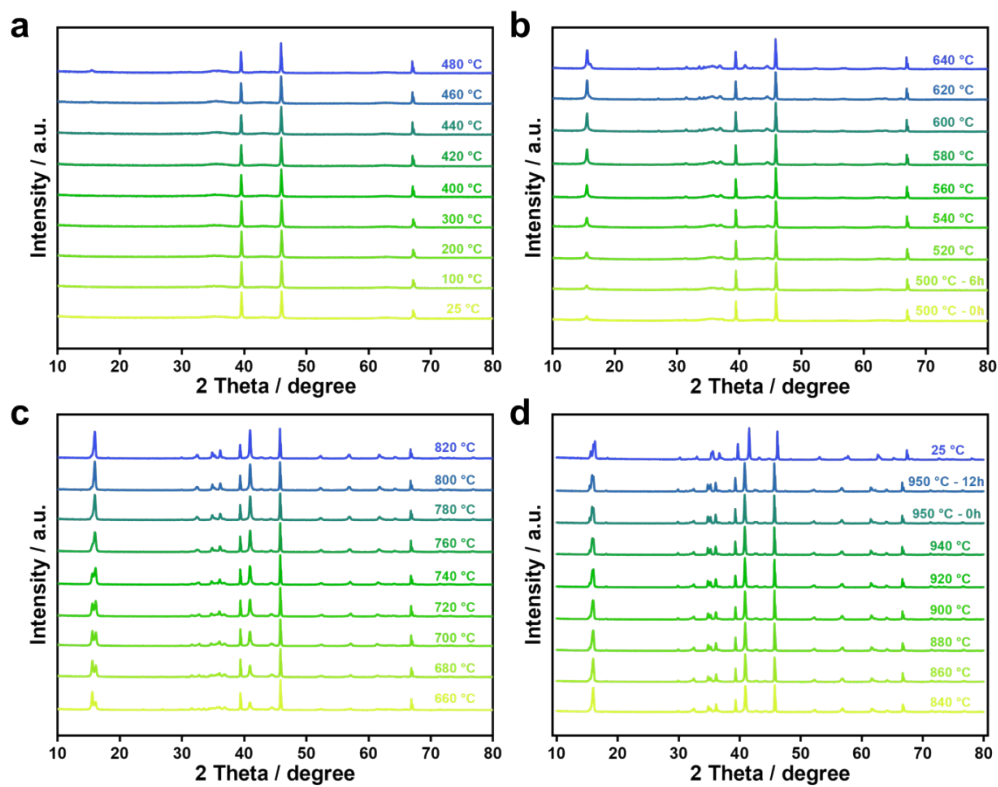 a
480 °C
460 °C
440 °C
420 °C
400 °C
300 °C
200 °C
100 °C
25 °C
Intensity / a.u.
10 20 30 40 50 60 70 80
2 Theta / degree
b
640 °C
620 °C
600 °C
580 °C
560 °C
540 °C
520 °C
500 °C - 6h
500 °C - 0h
Intensity / a.u.
10 20 30 40 50 60 70 80
2 Theta / degree
c
820 °C
800 °C
780 °C
760 °C
740 °C
720 °C
700 °C
680 °C
660 °C
Intensity / a.u.
10 20 30 40 50 60 70 80
2 Theta / degree
d
25 °C
950 °C - 12h
950 °C - 0h
940 °C
920 °C
900 °C
880 °C
860 °C
840 °C
Intensity / a.u.
10 20 30 40 50 60 70 80
2 Theta / degree